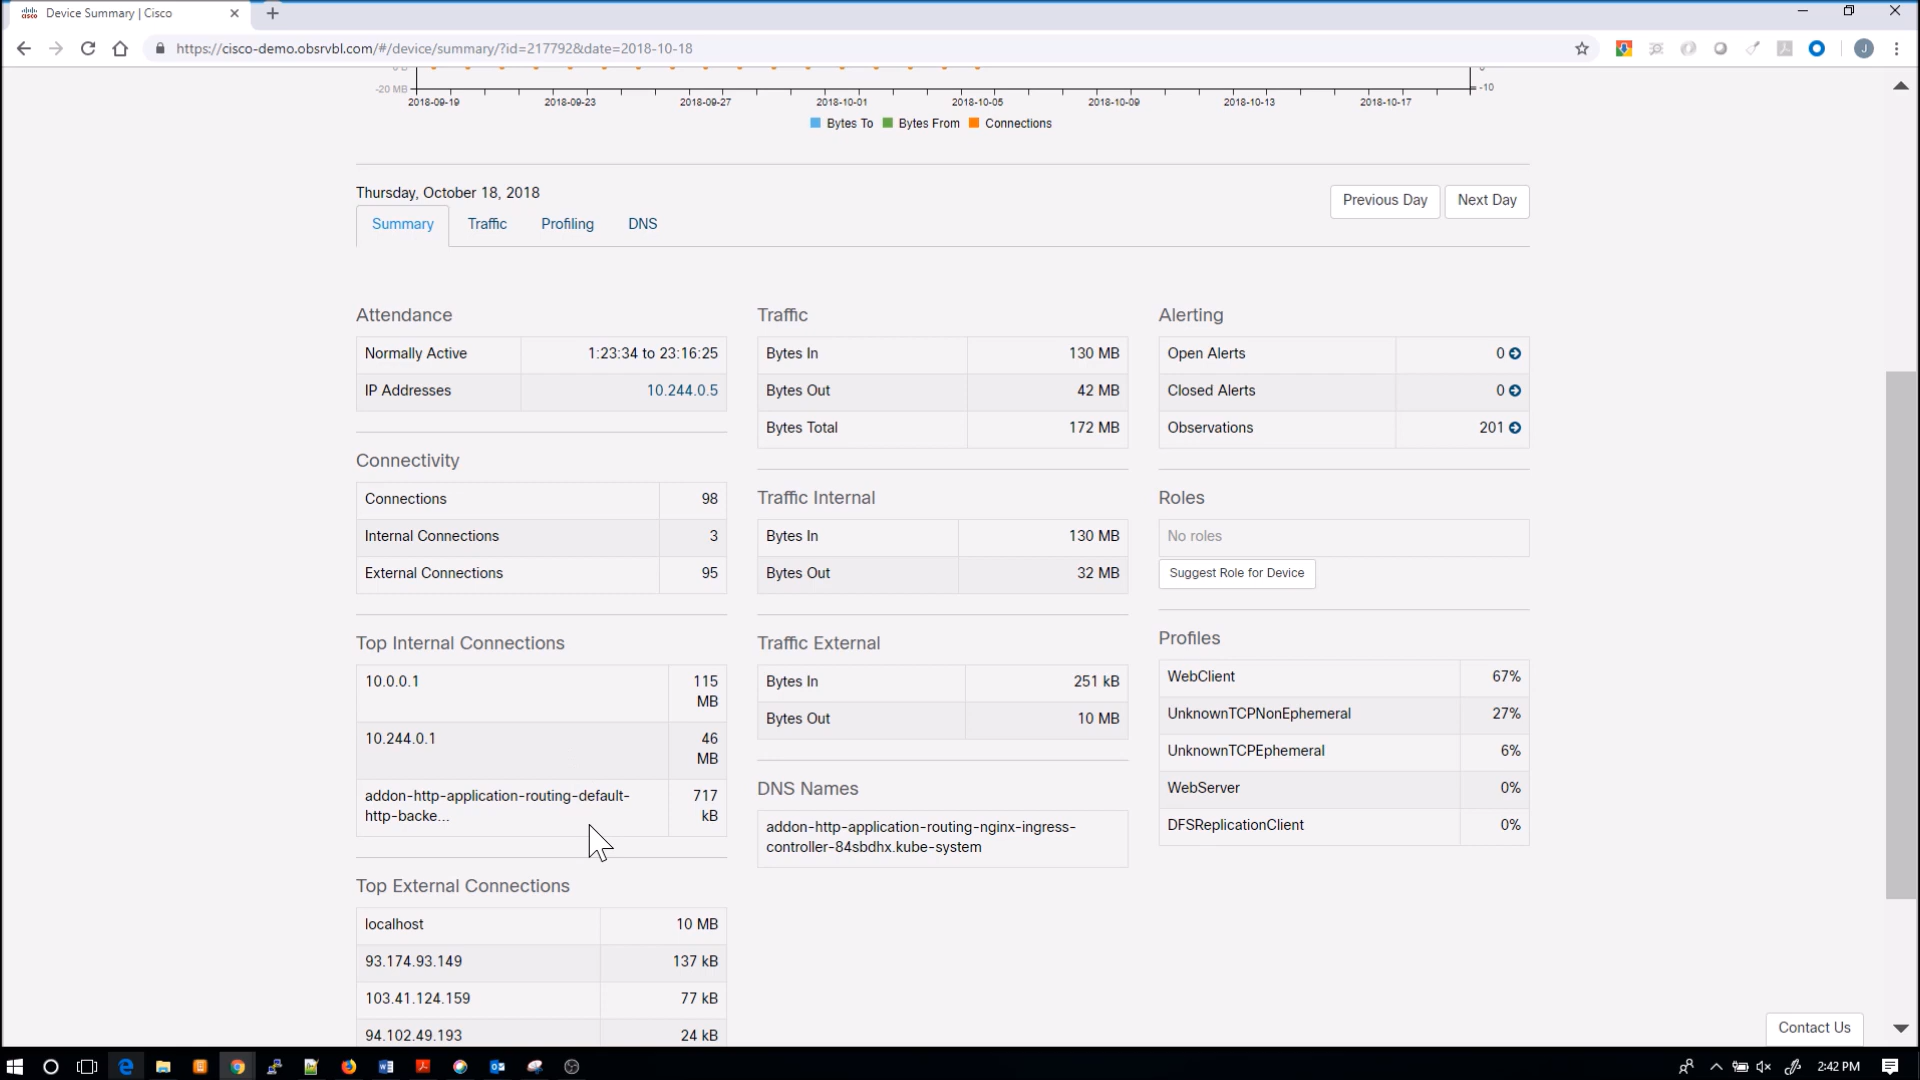 Device Summary | Cisco
https://cisco-demo.obsrvbl.com/#/device/summary/?id=217792&date=2018-10-18
J
-20 MB
-10
2018-09-19 2018-09-23 2018-09-27 2018-10-01 2018-10-05 2018-10-09 2018-10-13 2018-10-17
Bytes To Bytes From Connections
Thursday, October 18, 2018
Previous Day Next Day
Summary Traffic Profiling DNS
Attendance
Normally Active 1:23:34 to 23:16:25
IP Addresses 10.244.0.5
Connectivity
Connections 98
Internal Connections 3
External Connections 95
Top Internal Connections
10.0.0.1 115
MB
10.244.0.1 46
MB
addon-http-application-routing-default- 717
http-backe... kB
Top External Connections
localhost 10 MB
93.174.93.149 137 kB
103.41.124.159 77 kB
94.102.49.193 24 kB
Traffic
Bytes In 130 MB
Bytes Out 42 MB
Bytes Total 172 MB
Traffic Internal
Bytes In 130 MB
Bytes Out 32 MB
Traffic External
Bytes In 251 kB
Bytes Out 10 MB
DNS Names
addon-http-application-routing-nginx-ingress-
controller-84sbdhx.kube-system
Alerting
Open Alerts 0
Closed Alerts 0
Observations 201
Roles
No roles
Suggest Role for Device
Profiles
WebClient 67%
UnknownTCPNonEphemeral 27%
UnknownTCPEphemeral 6%
WebServer 0%
DFSReplicationClient 0%
Contact Us
2:42 PM